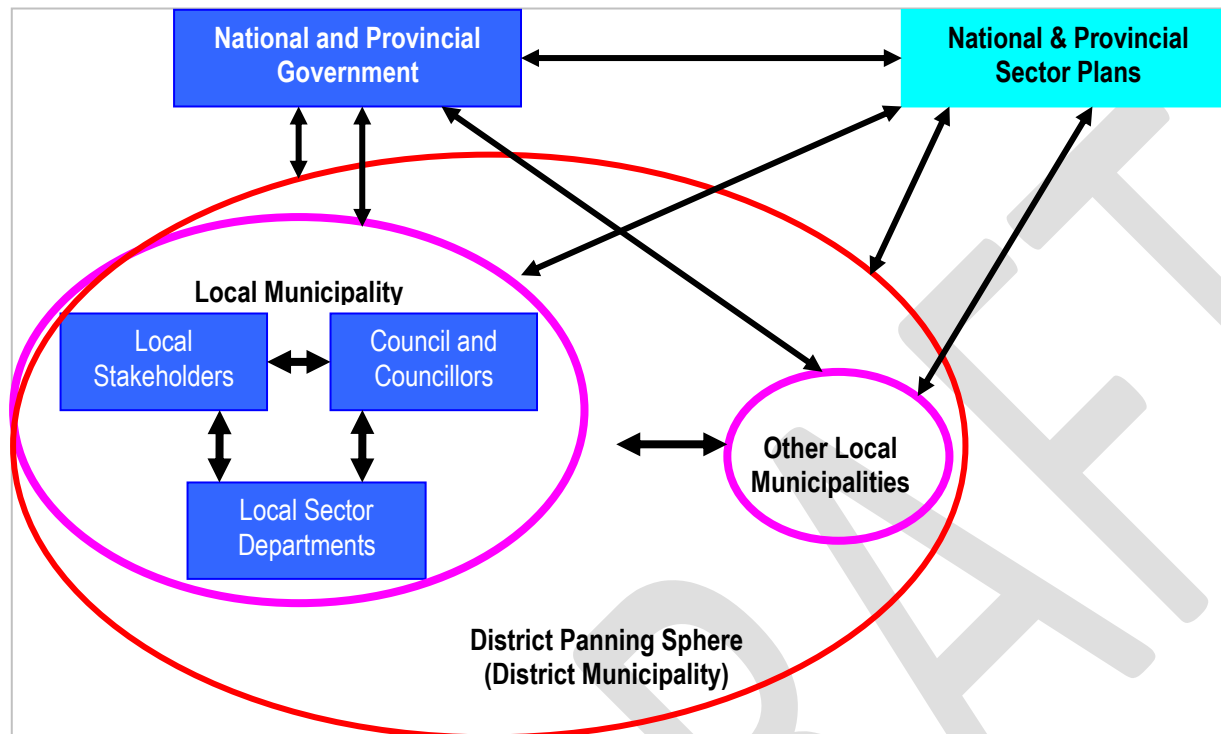 National and Provincial
Government
National & Provincial
Sector Plans
Local Municipality
Local
Stakeholders
Council and
Councillors
Local Sector
Departments
Other Local
Municipalities
District Panning Sphere
(District Municipality)
DRAFT